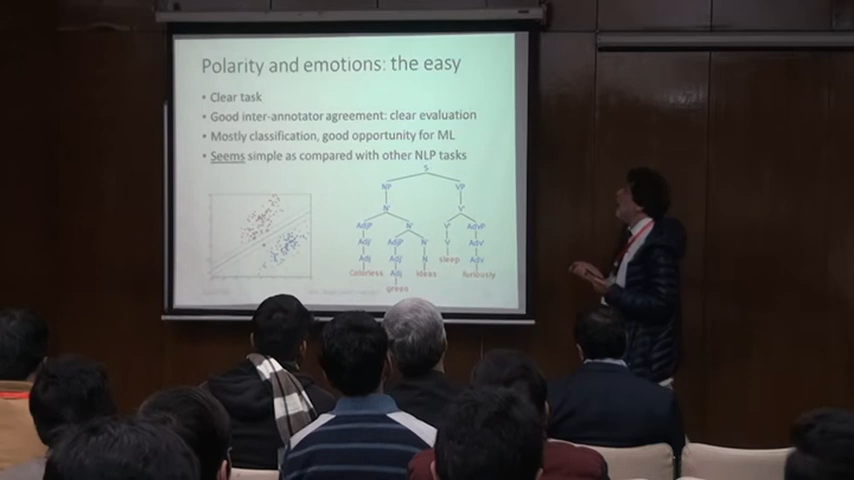 Polarity and emotions: the easy
• Clear task
• Good inter-annotator agreement: clear evaluation
• Mostly classification, good opportunity for ML
• Seems simple as compared with other NLP tasks
S
NP VP
N' V'
AdjP N' V' AdvP
Adj' AdjP N' V Adv'
Adj Adj' N sleep Adv
Colorless Adj ideas furiously
green